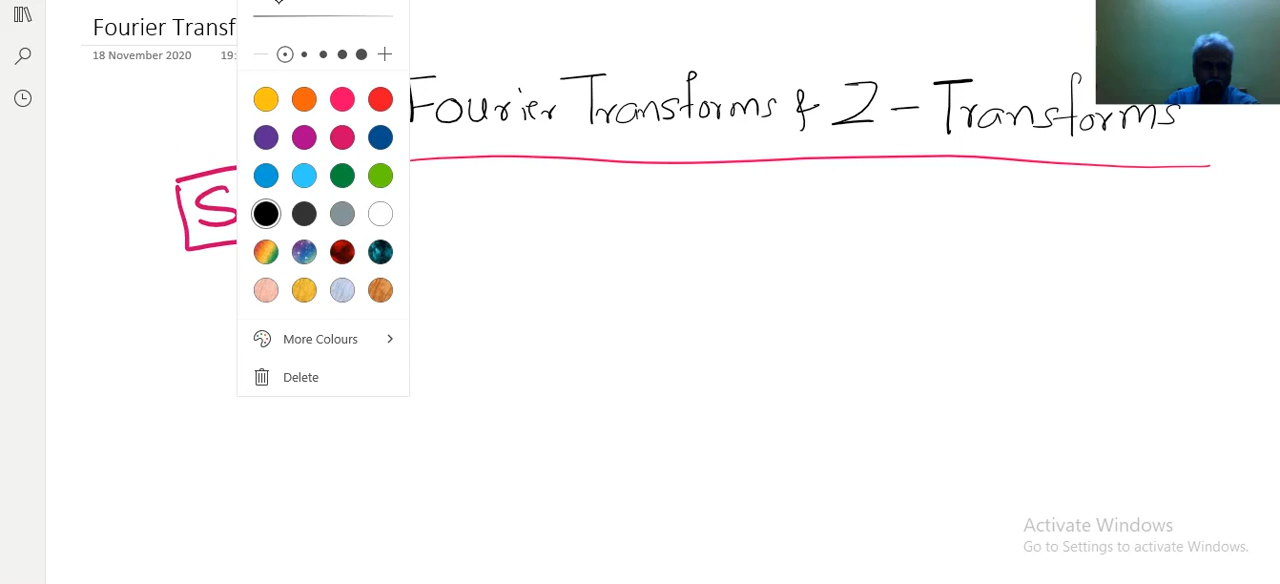 Fourier Transf
18 November 2020 19:
Fourier Transforms & Z - Transforms
S
More Colours
Delete
Activate Windows
Go to Settings to activate Windows.